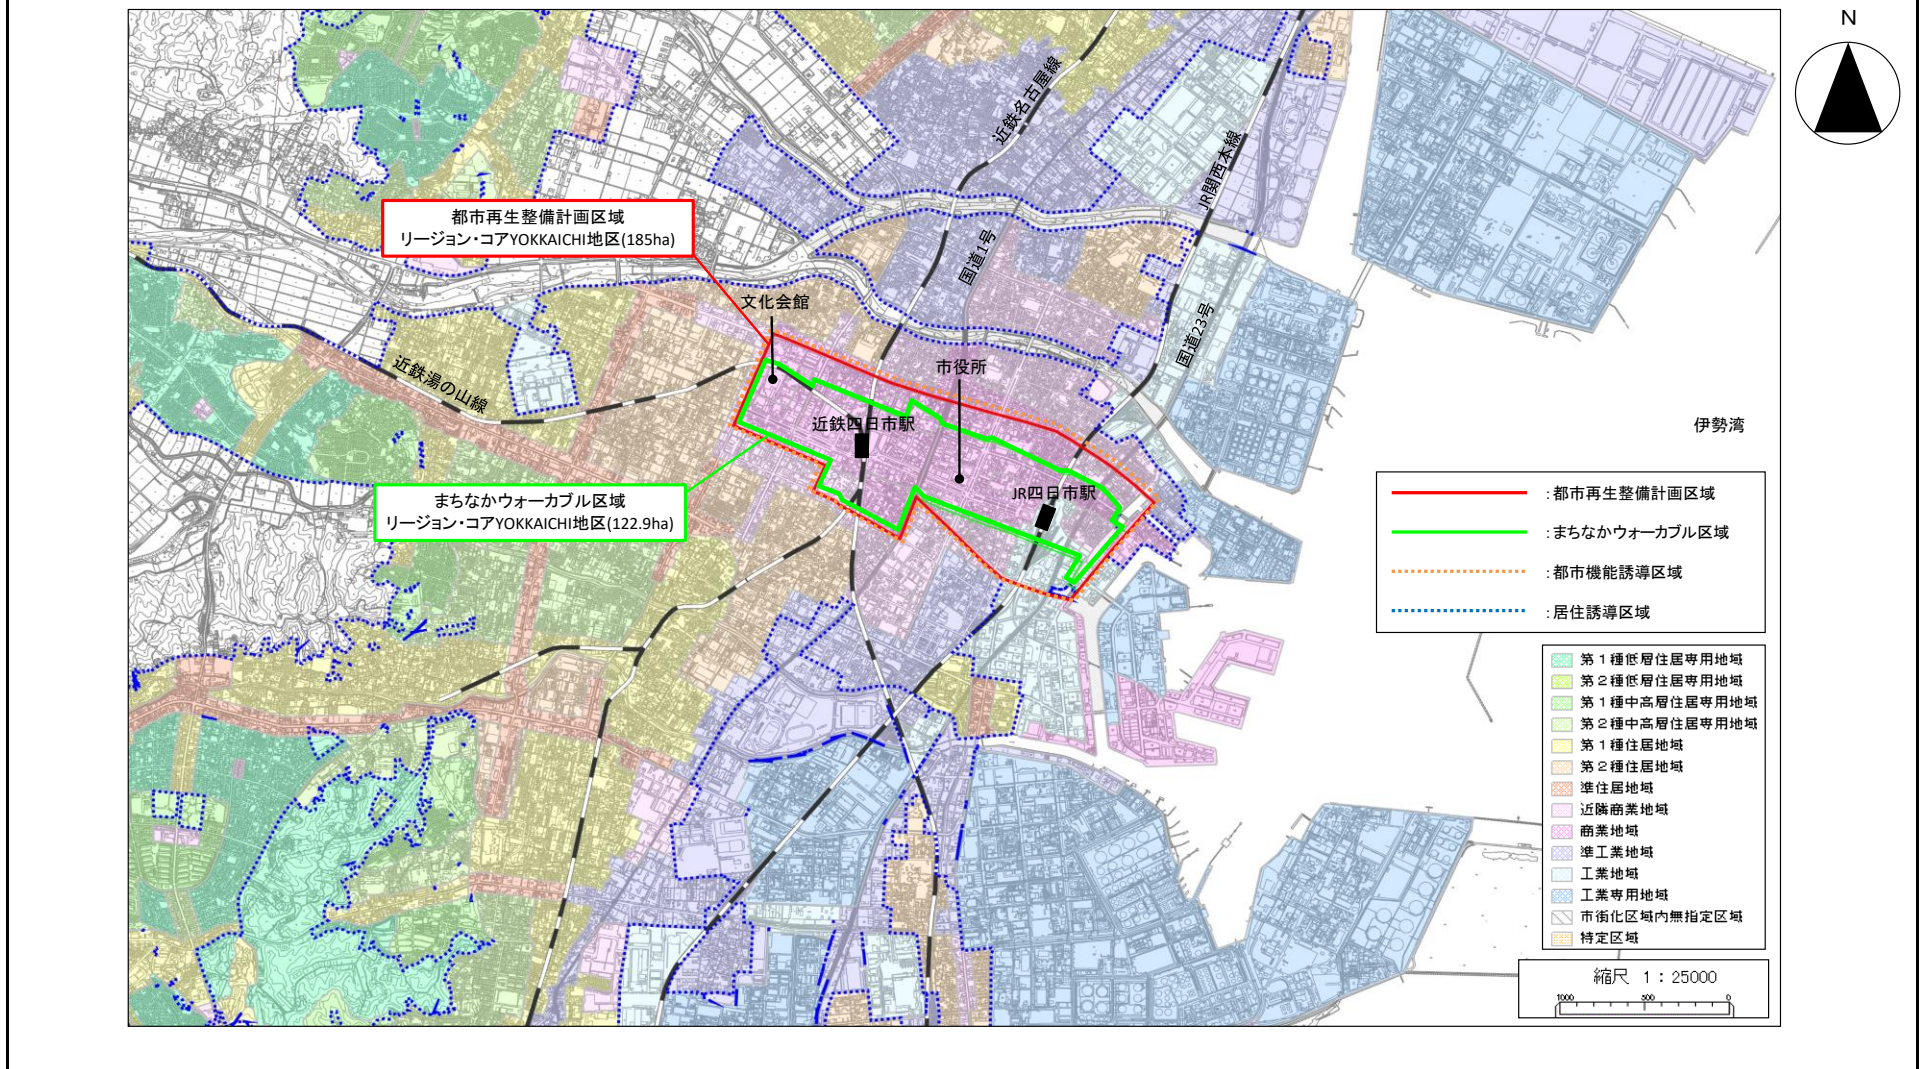 N
近鉄名古屋線
JR関西本線
都市再生整備計画区域
リージョン・コアYOKKAICHI地区(185ha)
国道1号
文化会館
国道23号
市役所
近鉄湯の山線
近鉄四日市駅
伊勢湾
JR四日市駅
まちなかウォーカブル区域
リージョン・コアYOKKAICHI地区(122.9ha)
:都市再生整備計画区域
:まちなかウォーカブル区域
:都市機能誘導区域
:居住誘導区域
第1種低層住居専用地域
第2種低層住居専用地域
第1種中高層住居専用地域
第2種中高層住居専用地域
第1種住居地域
第2種住居地域
準住居地域
近隣商業地域
商業地域
準工業地域
工業地域
工業専用地域
市街化区域内無指定区域
特定区域
縮尺 1:25000
1000 500 0